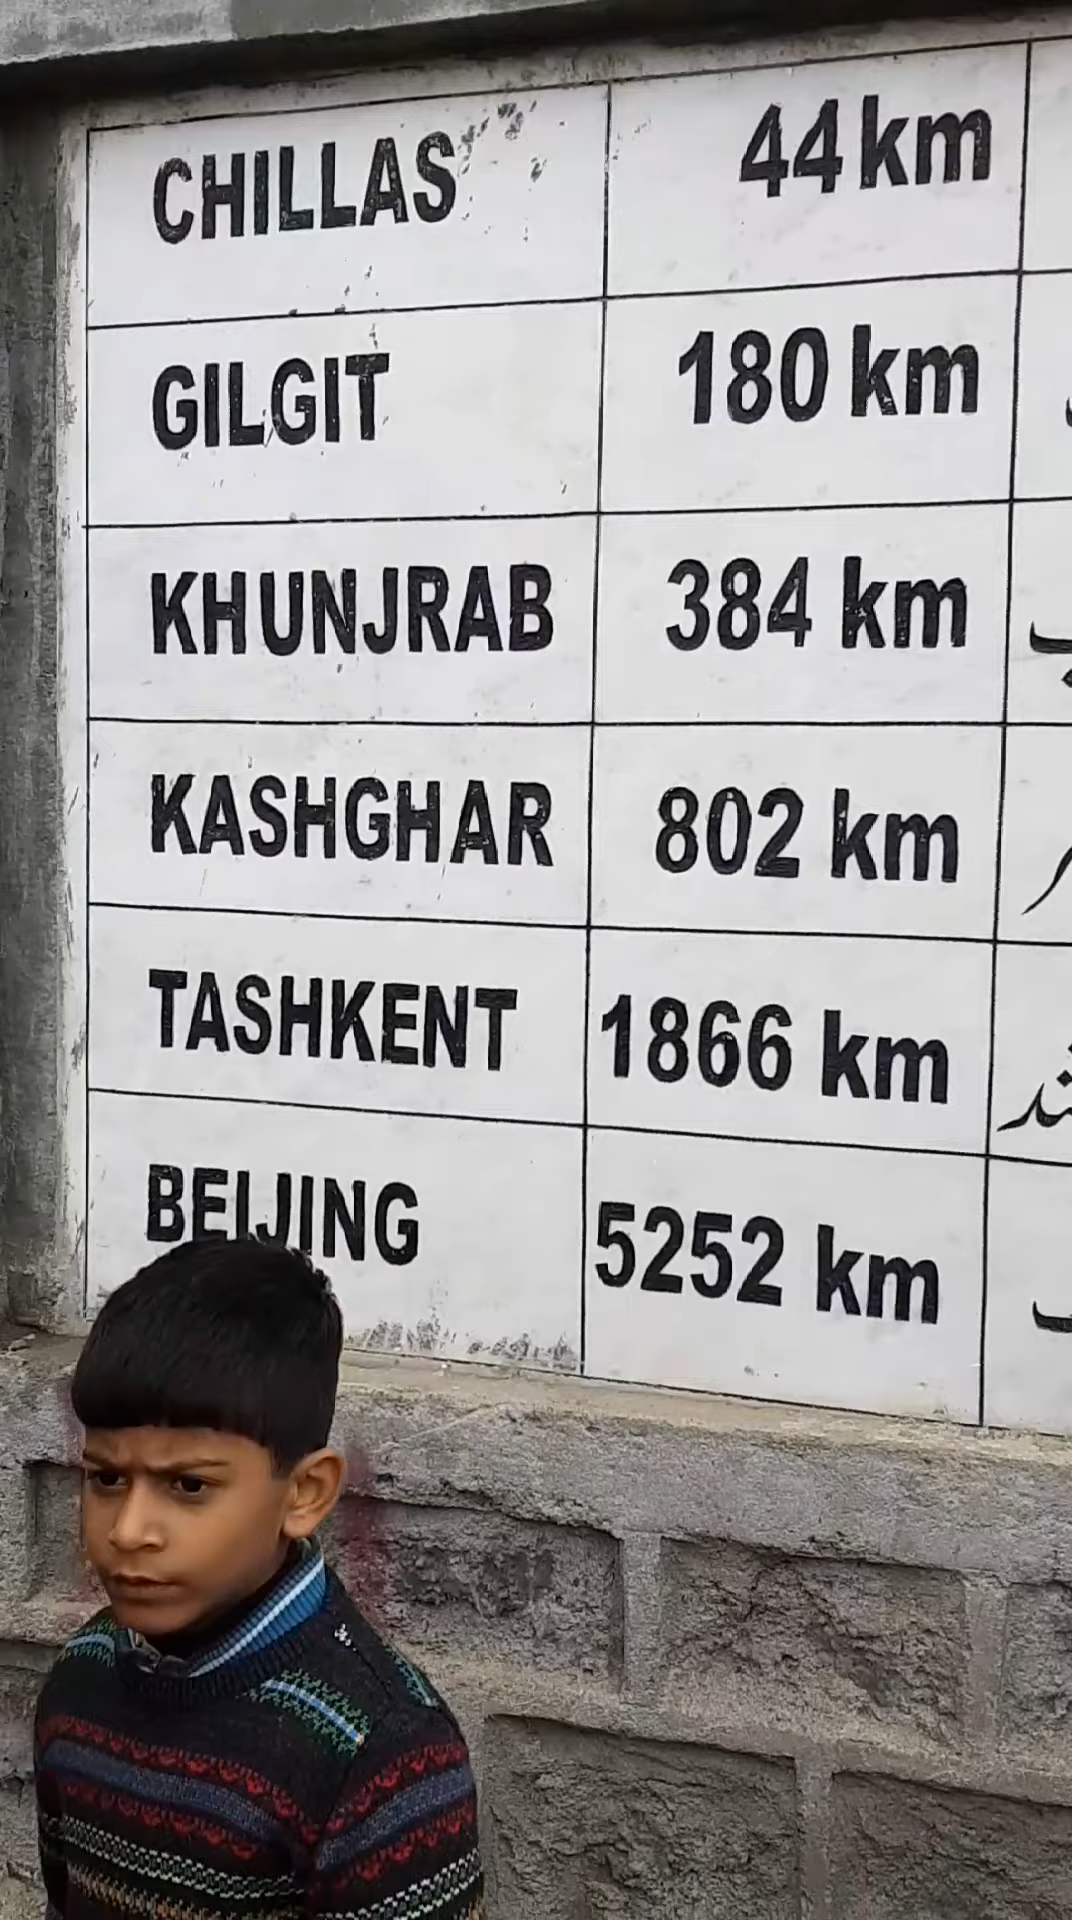 CHILLAS 44 km
GILGIT 180 km
KHUNJRAB 384 km
KASHGHAR 802 km
TASHKENT 1866 km
BEIJING 5252 km